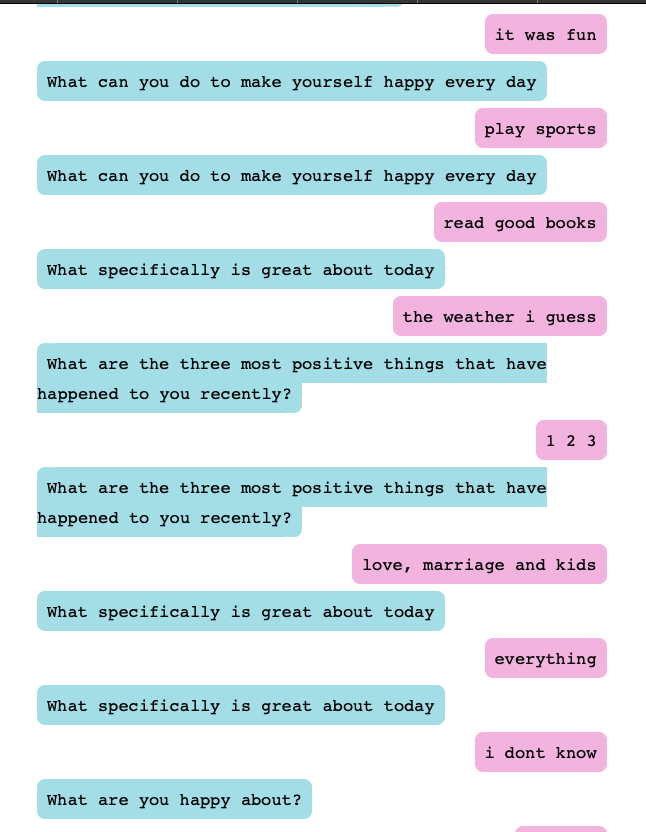 it was fun
What can you do to make yourself happy every day
play sports
What can you do to make yourself happy every day
read good books
What specifically is great about today
the weather i guess
What are the three most positive things that have
happened to you recently?
1 2 3
What are the three most positive things that have
happened to you recently?
love, marriage and kids
What specifically is great about today
everything
What specifically is great about today
i dont know
What are you happy about?